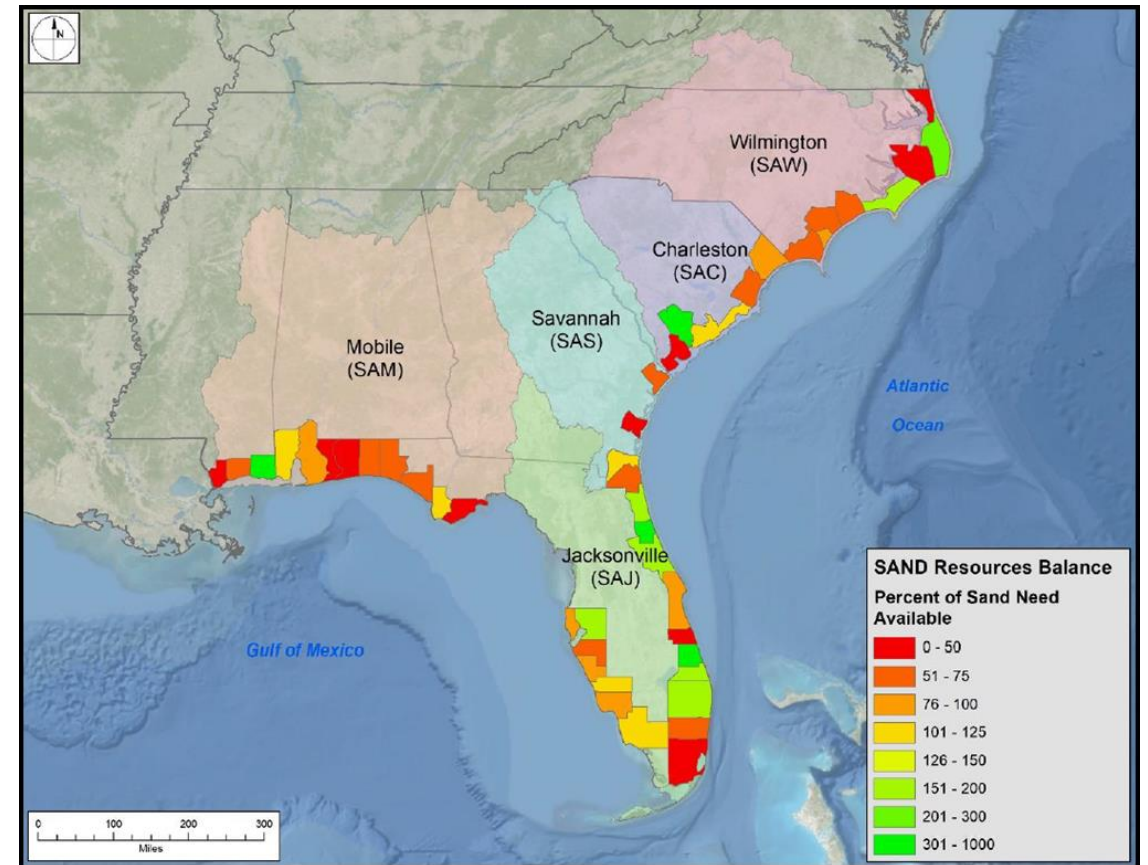 N
Wilmington
(SAW)
Charleston
(SAC)
Savannah
(SAS)
Mobile
(SAM)
Atlantic
Ocean
Jacksonville
(SAJ)
Gulf of Mexico
SAND Resources Balance
Percent of Sand Need
Available
0 - 50
51 - 75
76 - 100
101 - 125
126 - 150
151 - 200
201 - 300
301 - 1000
0 100 200 300
Miles